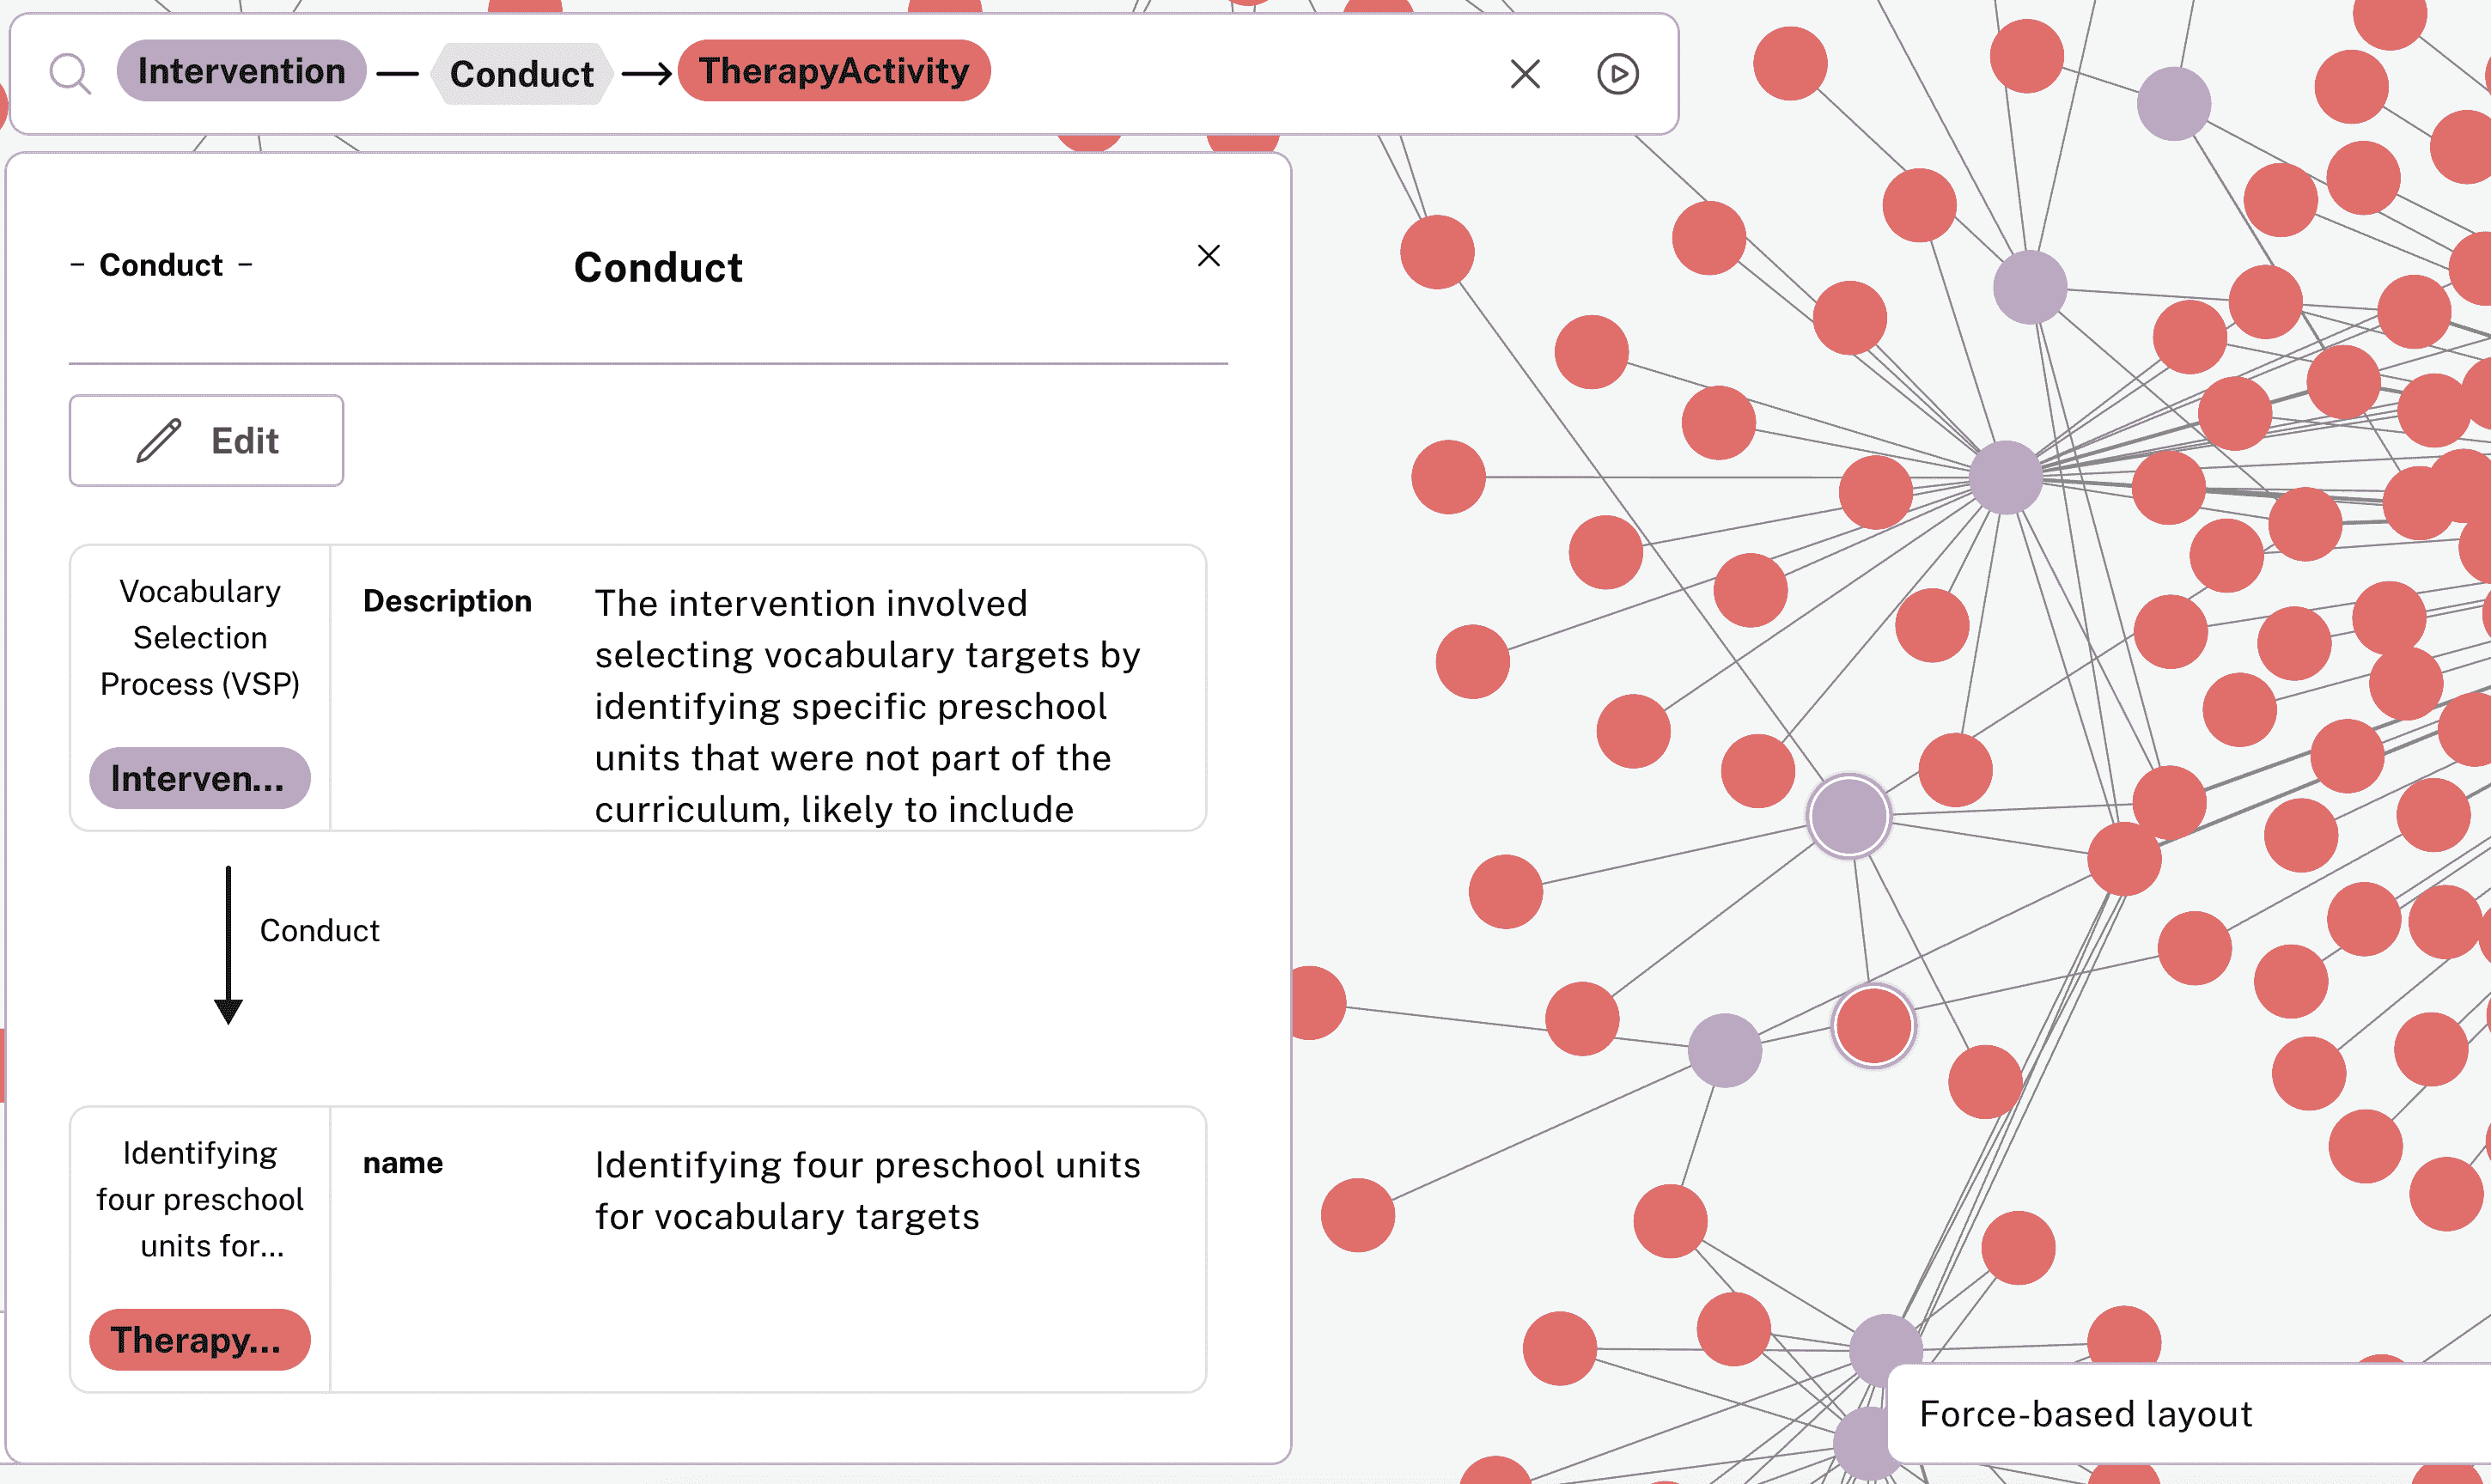 Intervention — Conduct → TherapyActivity
– Conduct –
Conduct
Edit
Vocabulary
Selection
Process (VSP)
Interven...
Description
The intervention involved
selecting vocabulary targets by
identifying specific preschool
units that were not part of the
curriculum, likely to include
Conduct
Identifying
four preschool
units for...
Therapy...
name
Identifying four preschool units
for vocabulary targets
Force-based layout